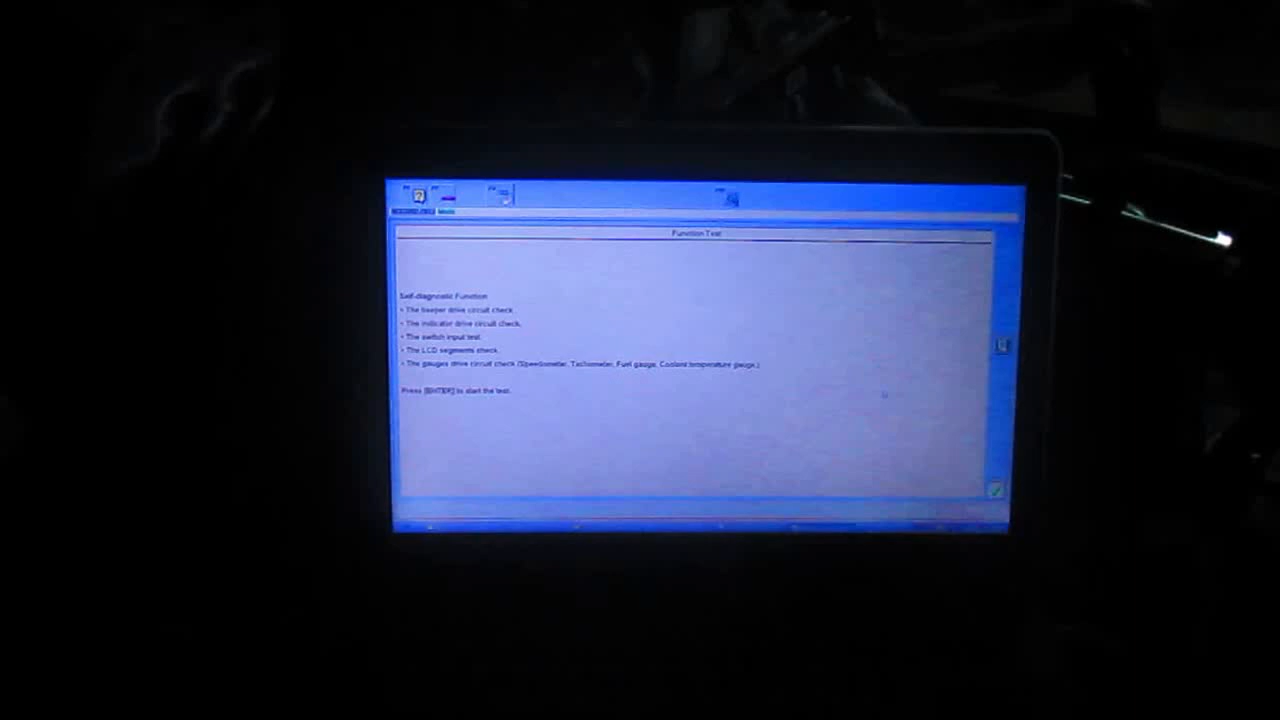 Function Test
Self-diagnostic Function
• The beeper drive circuit check.
• The indicator drive circuit check.
• The switch input test.
• The LCD segments check.
• The gauges drive circuit check (Speedometer, Tachometer, Fuel gauge, Coolant temperature gauge.)
Press [ENTER] to start the test.